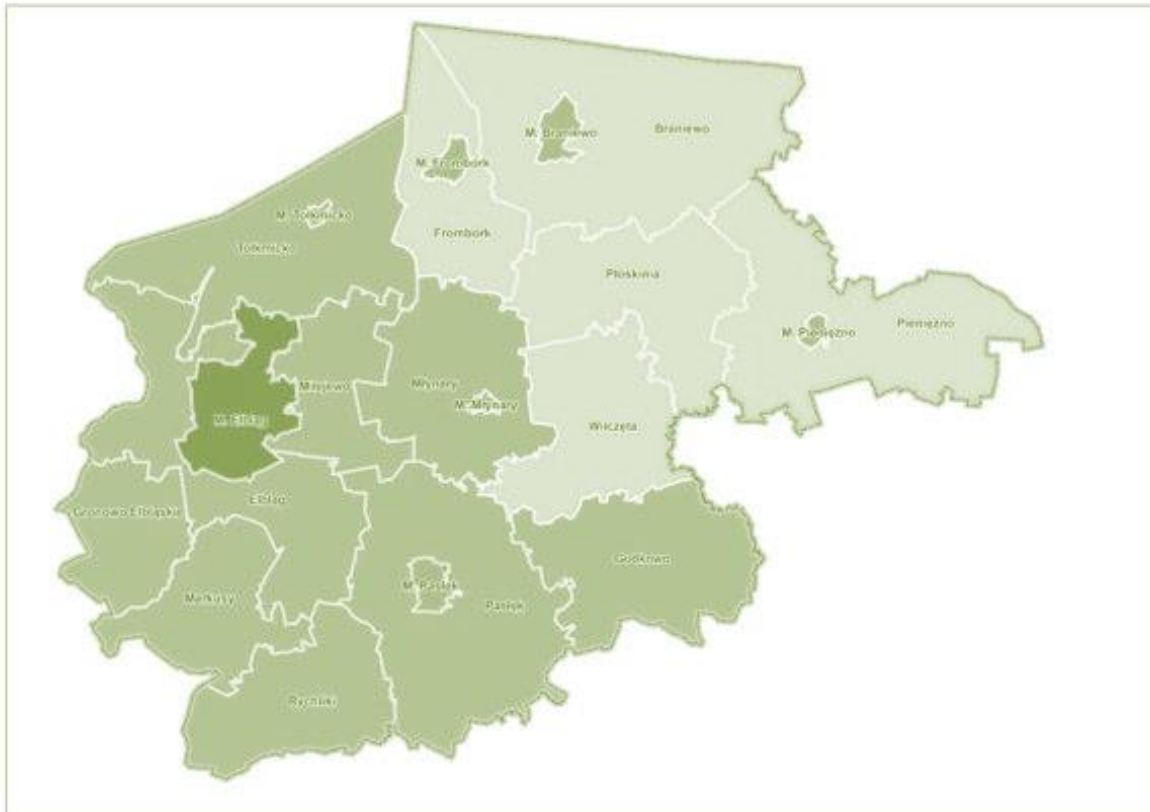 M. Braniewo
Braniewo
M. Frombork
M. Tolkmicko
Frombork
Tolkmicko
Płoskinia
Pieniężno
M. Pieniężno
Milejewo
Młynary
M. Młynary
M. Elbląg
Wilczęta
Elbląg
Gronowo Elbląskie
Godkowo
M. Pasłęk
Markusy
Pasłęk
Rychliki